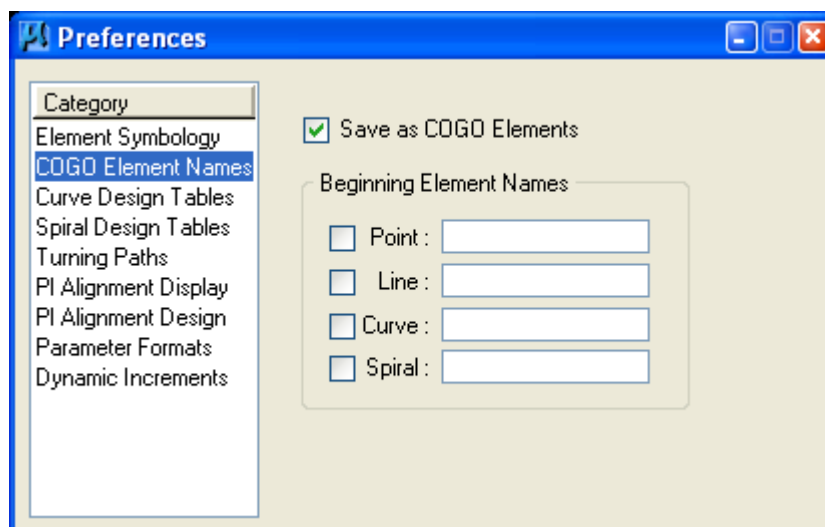 Preferences
Category
Element Symbology
COGO Element Names
Curve Design Tables
Spiral Design Tables
Turning Paths
PI Alignment Display
PI Alignment Design
Parameter Formats
Dynamic Increments
Save as COGO Elements
Beginning Element Names
Point :
Line :
Curve :
Spiral :